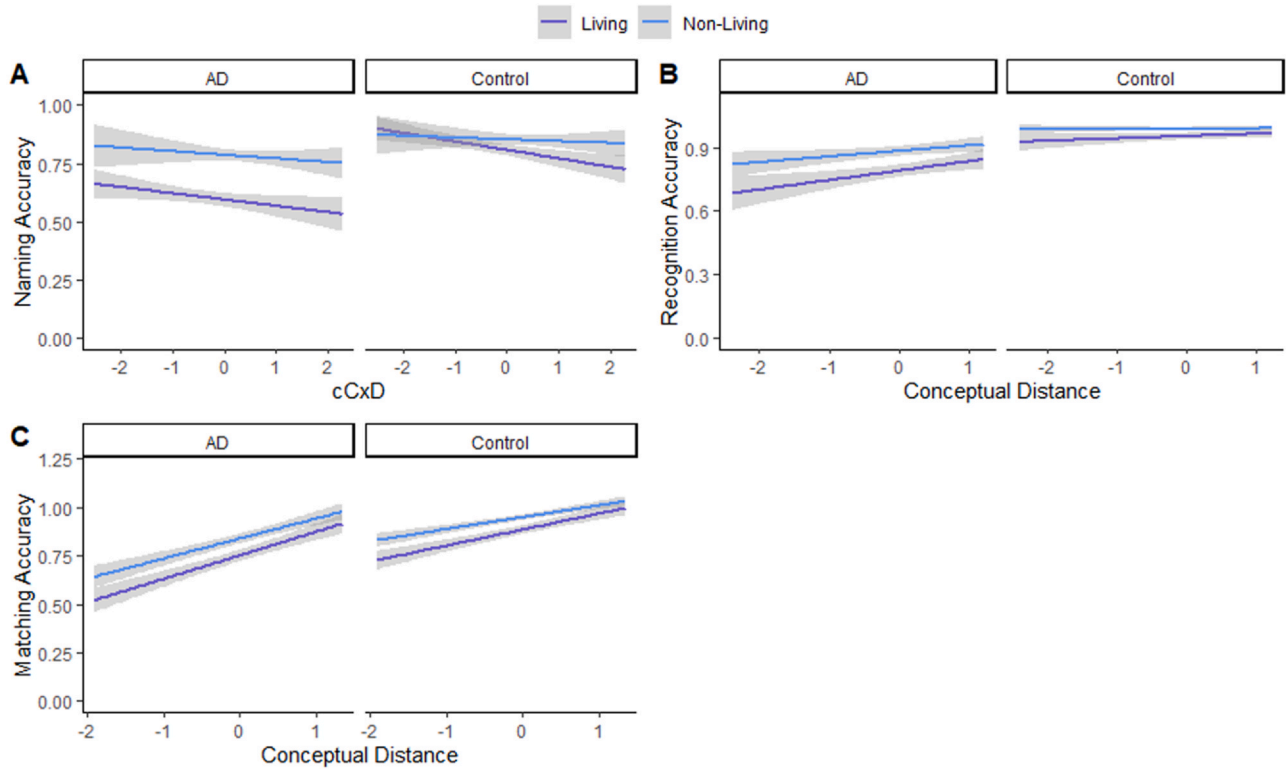 Living Non-Living
A
AD Control
Naming Accuracy
1.00
0.75
0.50
0.25
0.00
-2 -1 0 1 2 -2 -1 0 1 2
cCxD
B
AD Control
Recognition Accuracy
0.9
0.6
0.3
0.0
-2 -1 0 1 -2 -1 0 1
Conceptual Distance
C
AD Control
Matching Accuracy
1.25
1.00
0.75
0.50
0.00
-2 -1 0 1 -2 -1 0 1
Conceptual Distance